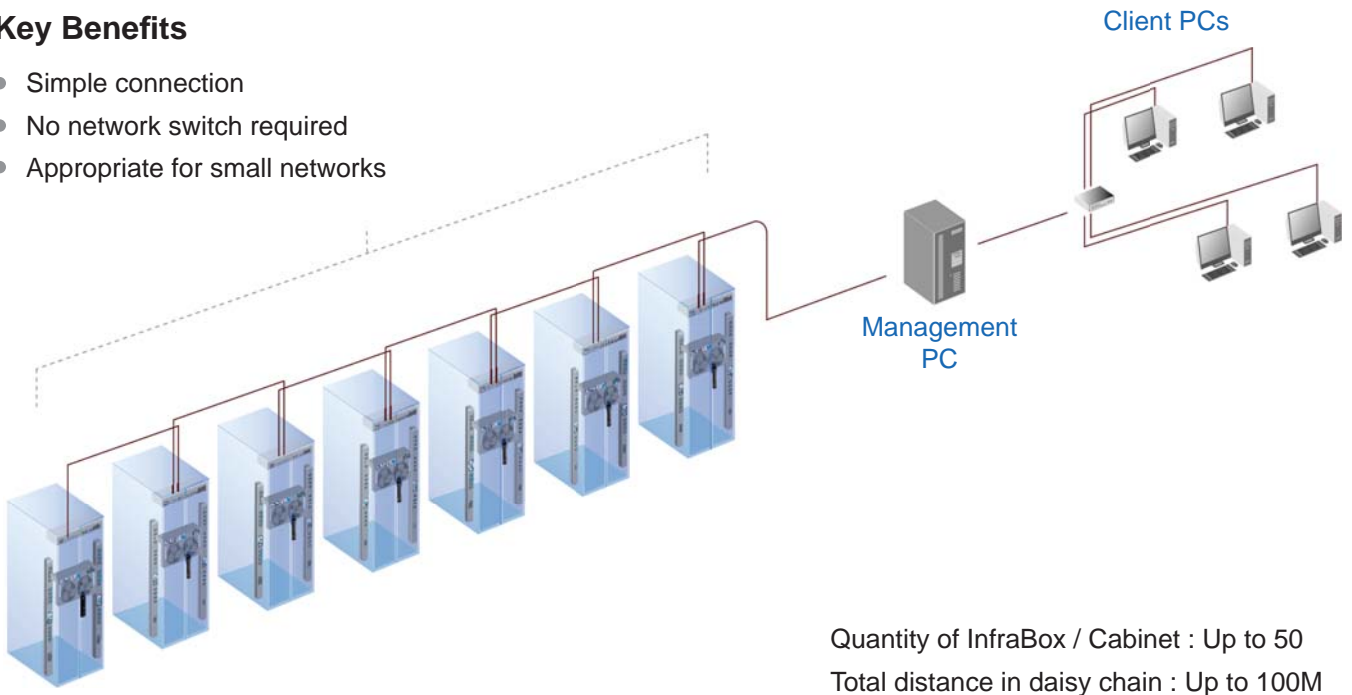 Key Benefits
Simple connection
No network switch required
Appropriate for small networks
Client PCs
Management
PC
Quantity of InfraBox / Cabinet : Up to 50
Total distance in daisy chain : Up to 100M